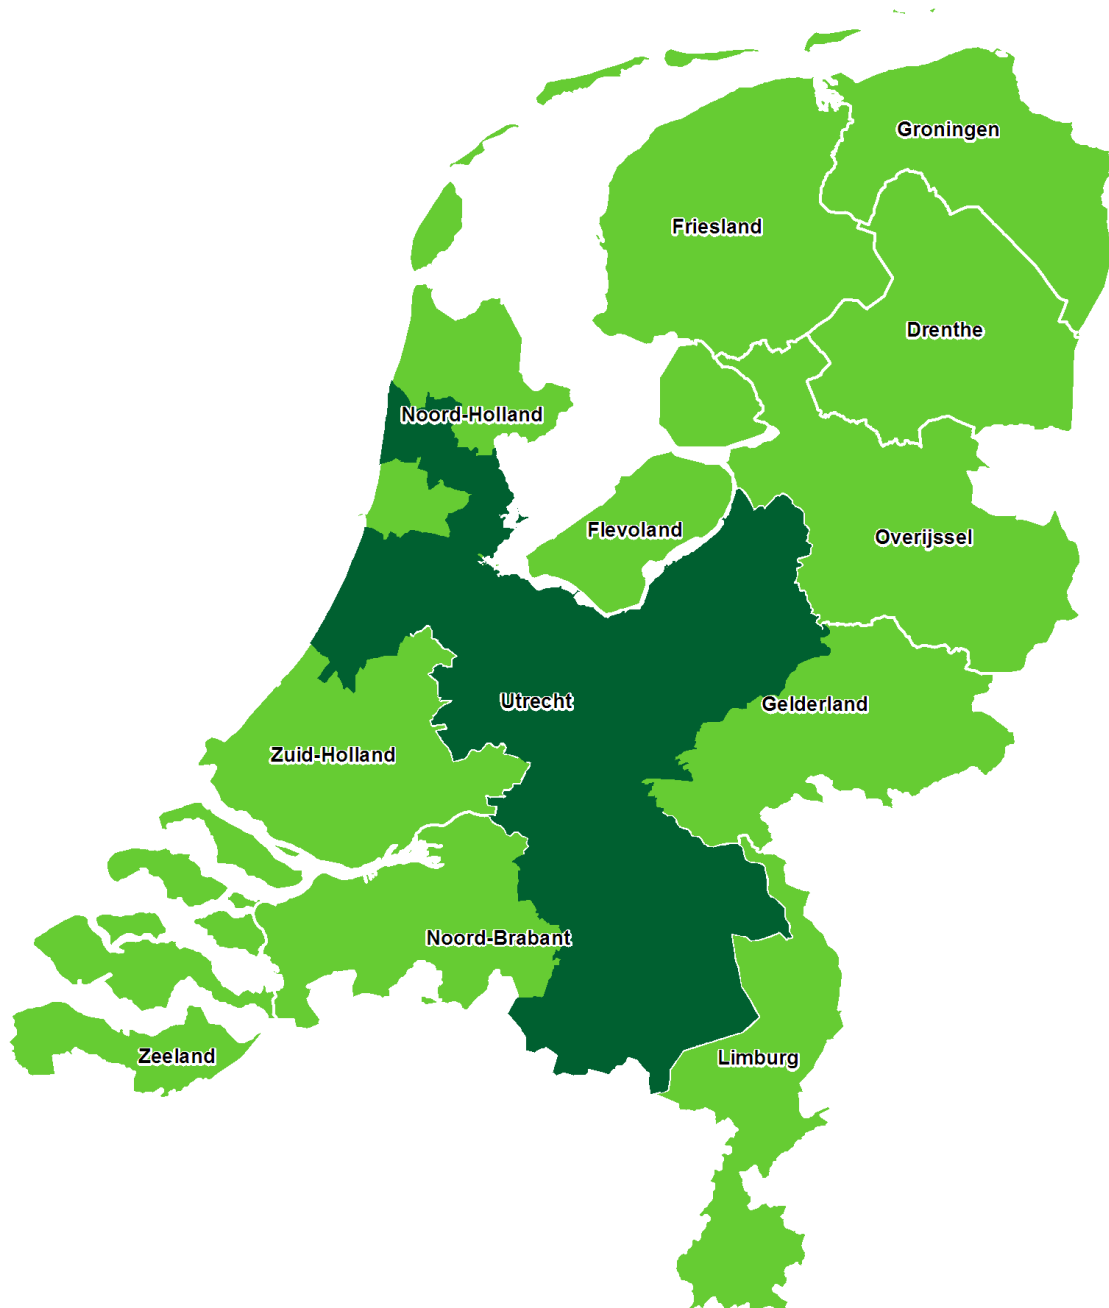 Groningen
Friesland
Drenthe
Noord-Holland
Flevoland
Overijssel
Utrecht
Gelderland
Zuid-Holland
Noord-Brabant
Zeeland
Limburg